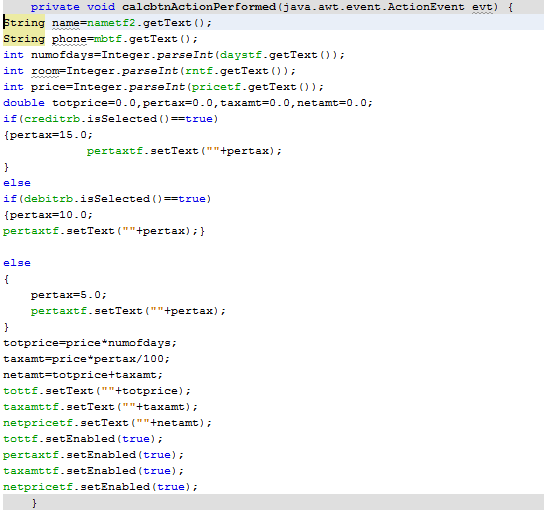 private void calcbtnActionPerformed(java.awt.event.ActionEvent evt) {
String name=nametf2.getText();
String phone=mbtf.getText();
int numofdays=Integer.parseInt(daystf.getText());
int room=Integer.parseInt(rntf.getText());
int price=Integer.parseInt(pricetf.getText());
double totprice=0.0,pertax=0.0,taxamt=0.0,netamt=0.0;
if(creditrb.isSelected()==true)
{pertax=15.0;
pertaxtf.setText(""+pertax);
}
else
if(debitrb.isSelected()==true)
{pertax=10.0;
pertaxtf.setText(""+pertax);}
else
{
pertax=5.0;
pertaxtf.setText(""+pertax);
}
totprice=price*numofdays;
taxamt=price*pertax/100;
netamt=totprice+taxamt;
tottf.setText(""+totprice);
taxamttf.setText(""+taxamt);
netpricetf.setText(""+netamt);
tottf.setEnabled(true);
pertaxtf.setEnabled(true);
taxamttf.setEnabled(true);
netpricetf.setEnabled(true);
}